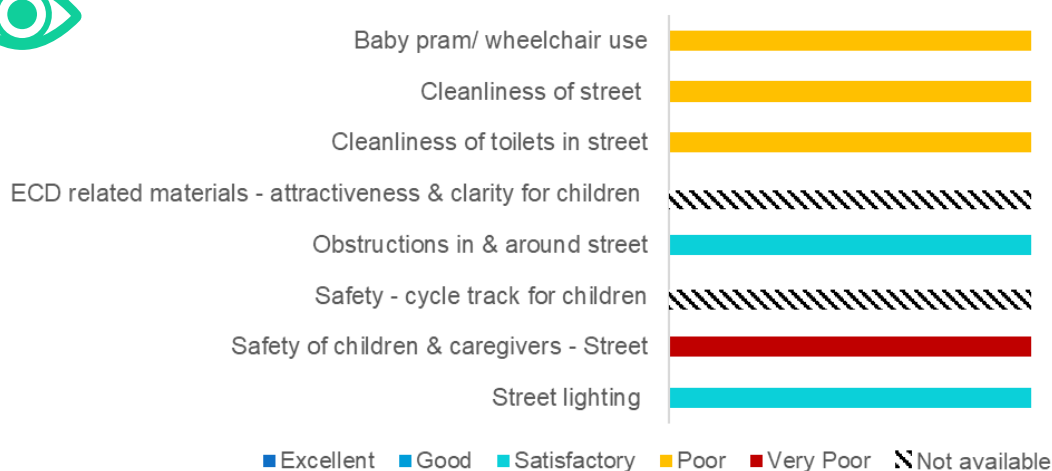 Baby pram/ wheelchair use
Cleanliness of street
Cleanliness of toilets in street
ECD related materials - attractiveness & clarity for children
Obstructions in & around street
Safety - cycle track for children
Safety of children & caregivers - Street
Street lighting
Excellent Good Satisfactory Poor Very Poor Not available